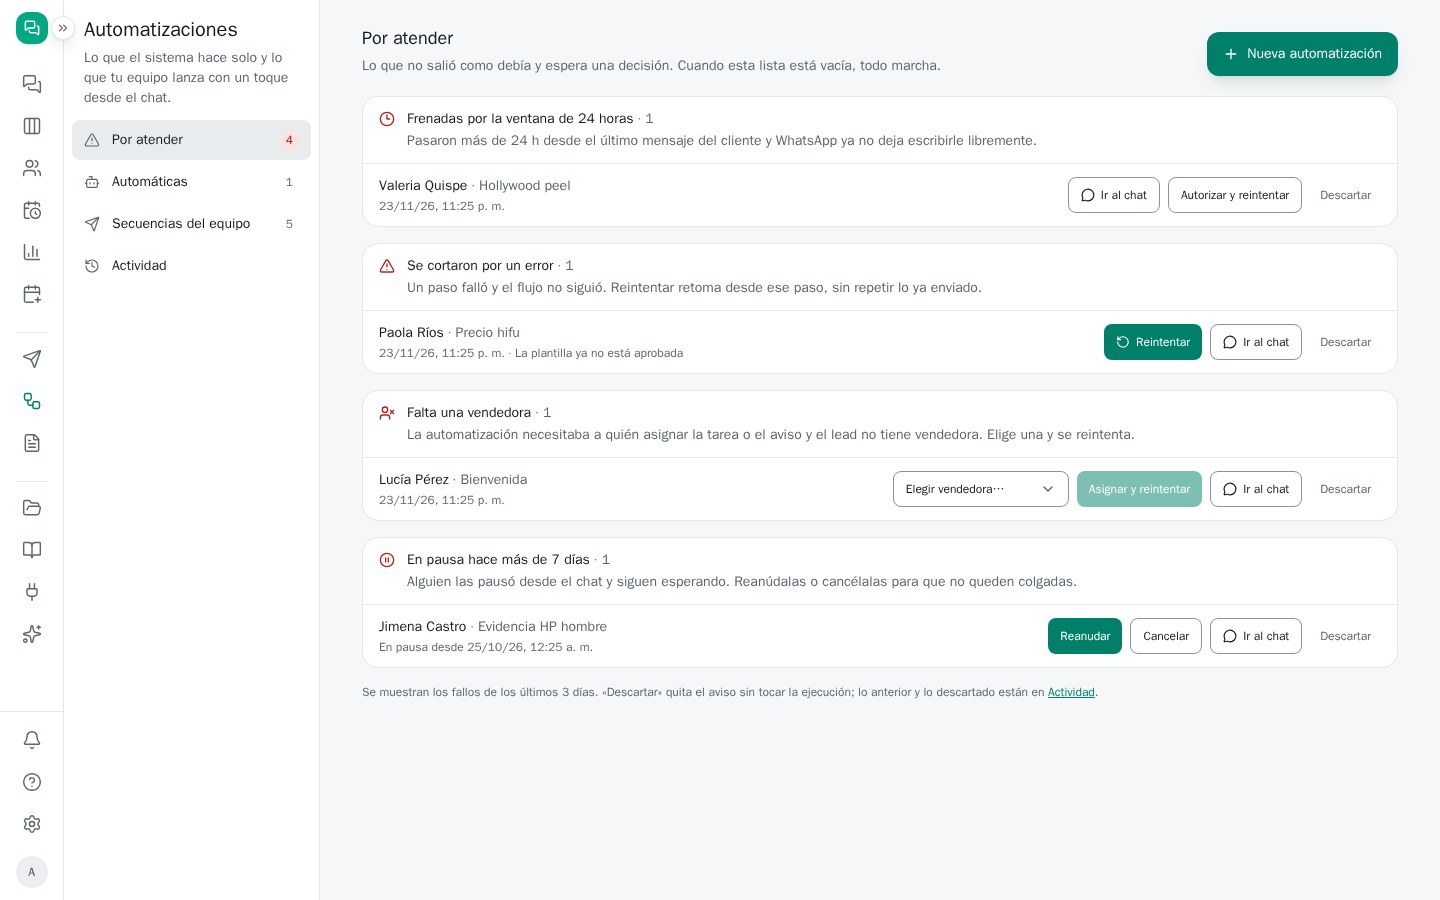 Automatizaciones
Lo que el sistema hace solo y lo
que tu equipo lanza con un toque
desde el chat.
Por atender 4
Automáticas 1
Secuencias del equipo 5
Actividad
A
Por atender
Lo que no salió como debía y espera una decisión. Cuando esta lista está vacía, todo marcha.
Nueva automatización
Frenadas por la ventana de 24 horas · 1
Pasaron más de 24 h desde el último mensaje del cliente y WhatsApp ya no deja escribirle libremente.
Valeria Quispe · Hollywood peel
23/11/26, 11:25 p. m.
Ir al chat
Autorizar y reintentar
Descartar
Se cortaron por un error · 1
Un paso falló y el flujo no siguió. Reintentar retoma desde ese paso, sin repetir lo ya enviado.
Paola Ríos · Precio hifu
23/11/26, 11:25 p. m. · La plantilla ya no está aprobada
Reintentar
Ir al chat
Descartar
Falta una vendedora · 1
La automatización necesitaba a quién asignar la tarea o el aviso y el lead no tiene vendedora. Elige una y se reintenta.
Lucía Pérez · Bienvenida
23/11/26, 11:25 p. m.
Elegir vendedora…
Asignar y reintentar
Ir al chat
Descartar
En pausa hace más de 7 días · 1
Alguien las pausó desde el chat y siguen esperando. Reanúdalas o cancélalas para que no queden colgadas.
Jimena Castro · Evidencia HP hombre
En pausa desde 25/10/26, 12:25 a. m.
Reanudar
Cancelar
Ir al chat
Descartar
Se muestran los fallos de los últimos 3 días. «Descartar» quita el aviso sin tocar la ejecución; lo anterior y lo descartado están en Actividad.